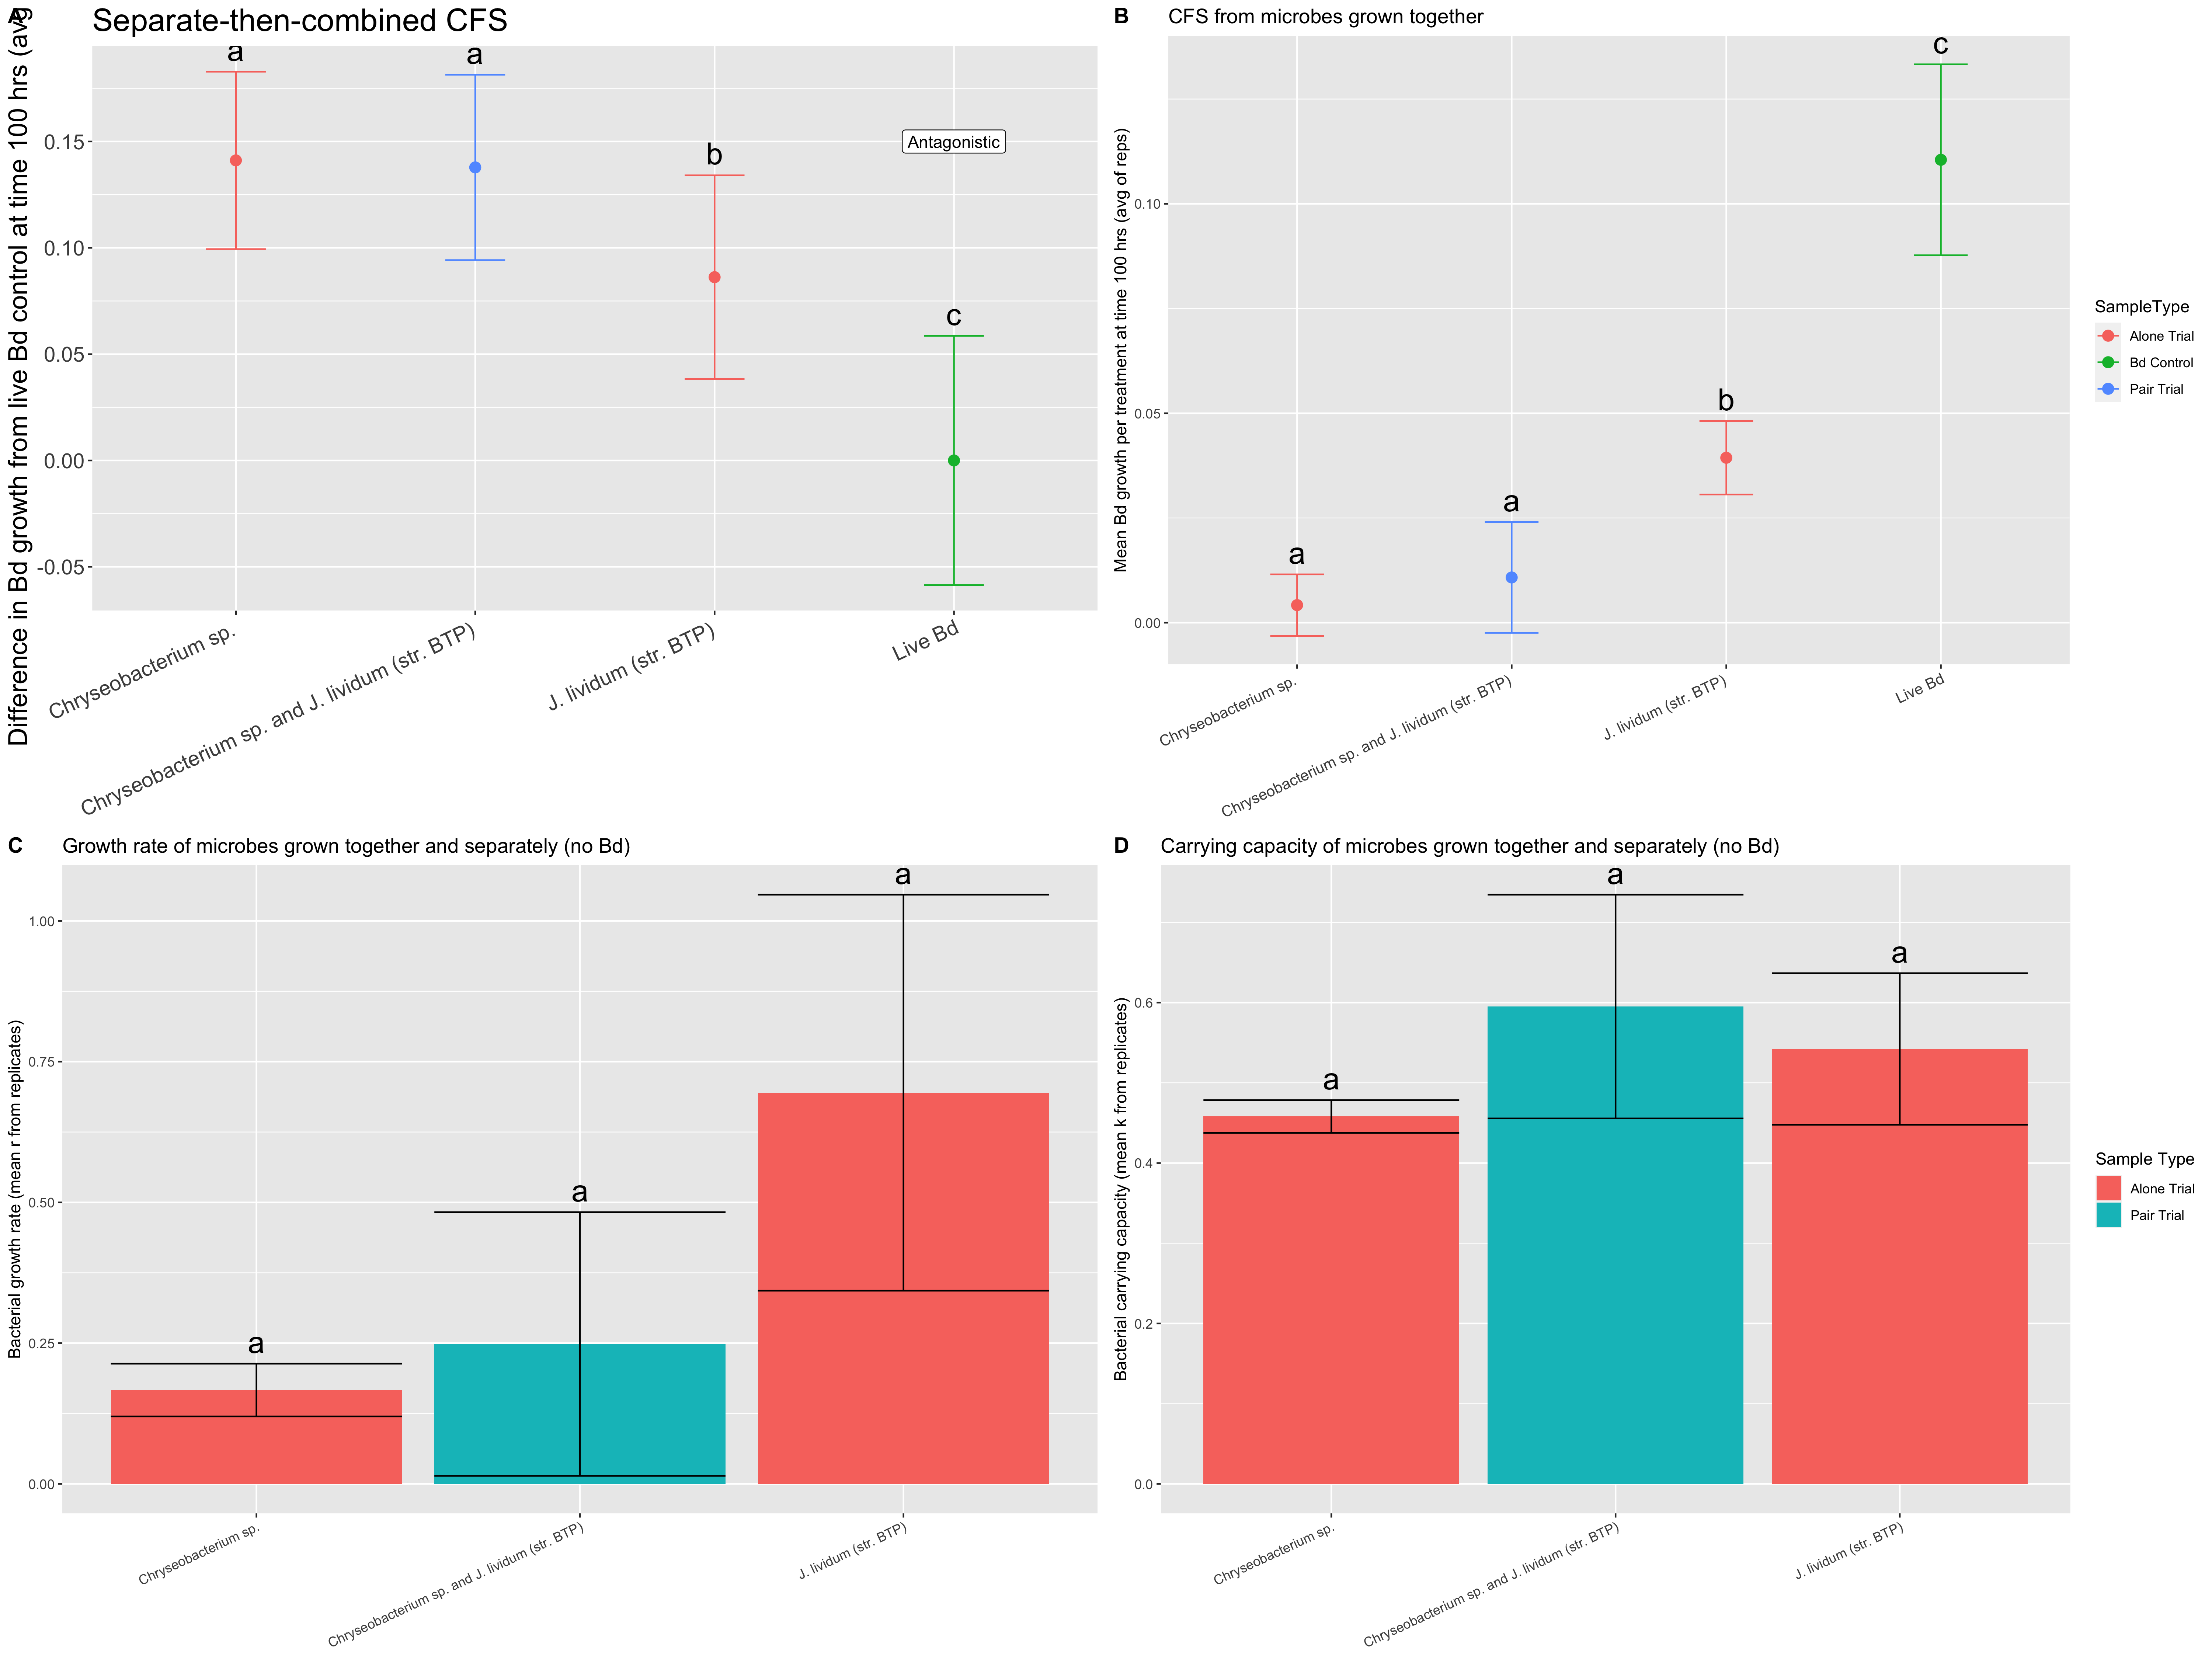 A
Separate-then-combined CFS
Difference in Bd growth from live Bd control at time 100 hrs (avg
0.15
0.10
0.05
0.00
-0.05
a
a
b
c
Antagonistic
Chryseobacterium sp.
Chryseobacterium sp. and J. lividum (str. BTP)
J. lividum (str. BTP)
Live Bd
B
CFS from microbes grown together
Mean Bd growth per treatment at time 100 hrs (avg of reps)
0.10
0.05
0.00
a
a
b
c
Chryseobacterium sp.
Chryseobacterium sp. and J. lividum (str. BTP)
J. lividum (str. BTP)
Live Bd
SampleType
Alone Trial
Bd Control
Pair Trial
C
Growth rate of microbes grown together and separately (no Bd)
Bacterial growth rate (mean r from replicates)
1.00
0.75
0.50
0.25
0.00
a
a
a
Chryseobacterium sp.
Chryseobacterium sp. and J. lividum (str. BTP)
J. lividum (str. BTP)
D
Carrying capacity of microbes grown together and separately (no Bd)
Bacterial carrying capacity (mean k from replicates)
0.6
0.4
0.2
0.0
a
a
a
Chryseobacterium sp.
Chryseobacterium sp. and J. lividum (str. BTP)
J. lividum (str. BTP)
Sample Type
Alone Trial
Pair Trial